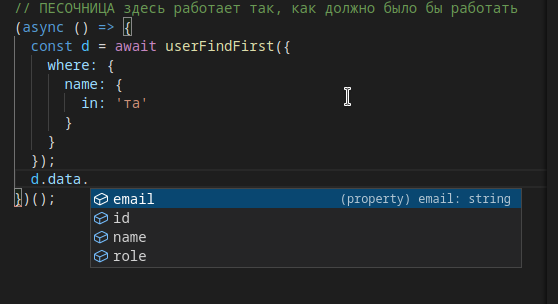 // ПЕСОЧНИЦА здесь работает так, как должно было бы работать
(async () => {
const d = await userFindFirst({
where: {
name: {
in: 'та'
}
}
});
d.data.
})();
email (property) email: string
id
name
role